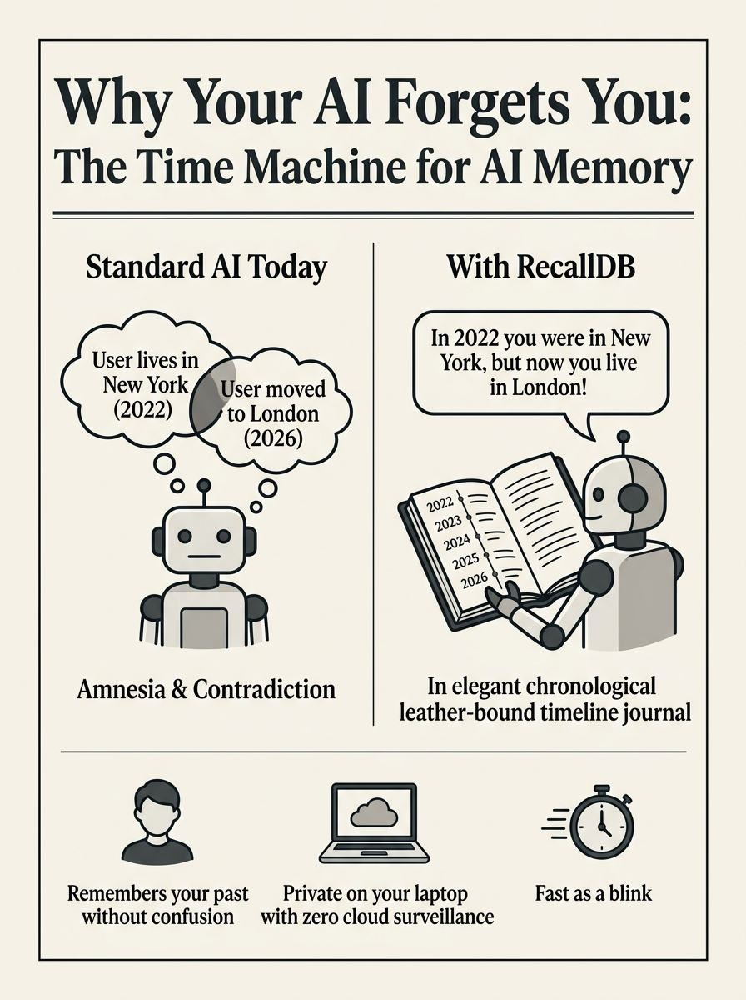 Why Your AI Forgets You:
The Time Machine for AI Memory
Standard AI Today
User lives in
New York
(2022)
User moved
to London
(2026)
Amnesia & Contradiction
With RecallDB
In 2022 you were in New
York, but now you live
in London!
2022
2023
2024
2025
2026
In elegant chronological
leather-bound timeline journal
Remembers your past
without confusion
Private on your laptop
with zero cloud surveillance
Fast as a blink